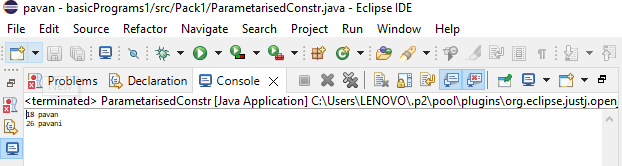 pavan - basicPrograms1/src/Pack1/ParametarisedConstr.java - Eclipse IDE
File Edit Source Refactor Navigate Search Project Run Window Help
Problems Declaration Console
<terminated> ParametarisedConstr [Java Application] C:\Users\LENOVO\.p2\pool\plugins\org.eclipse.justj.open
18 pavan
26 pavani